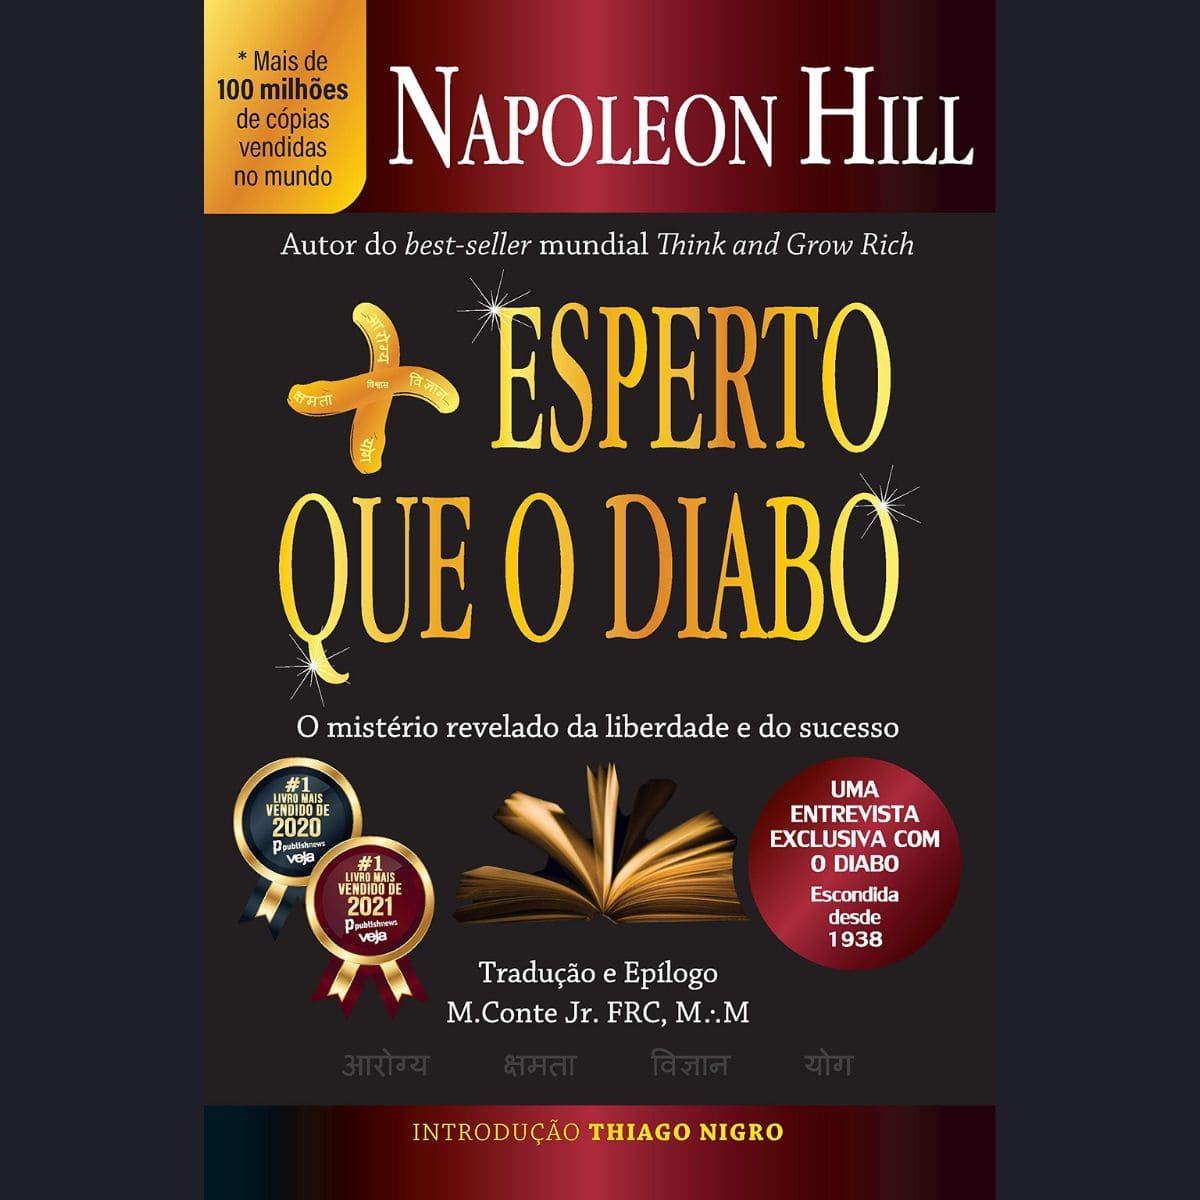 * Mais de
100 milhões
de cópias
vendidas
no mundo
NAPOLEON HILL
Autor do best-seller mundial Think and Grow Rich
आरोग्य
क्षमता विश्वास विज्ञान
योग
+ ESPERTO
QUE O DIABO
O mistério revelado da liberdade e do sucesso
#1
LIVRO MAIS
VENDIDO DE
2020
publishnews
veja
#1
LIVRO MAIS
VENDIDO DE
2021
publishnews
veja
UMA
ENTREVISTA
EXCLUSIVA COM
O DIABO
Escondida
desde
1938
Tradução e Epílogo
M.Conte Jr. FRC, M∴M
आरोग्य क्षमता विज्ञान योग
INTRODUÇÃO THIAGO NIGRO